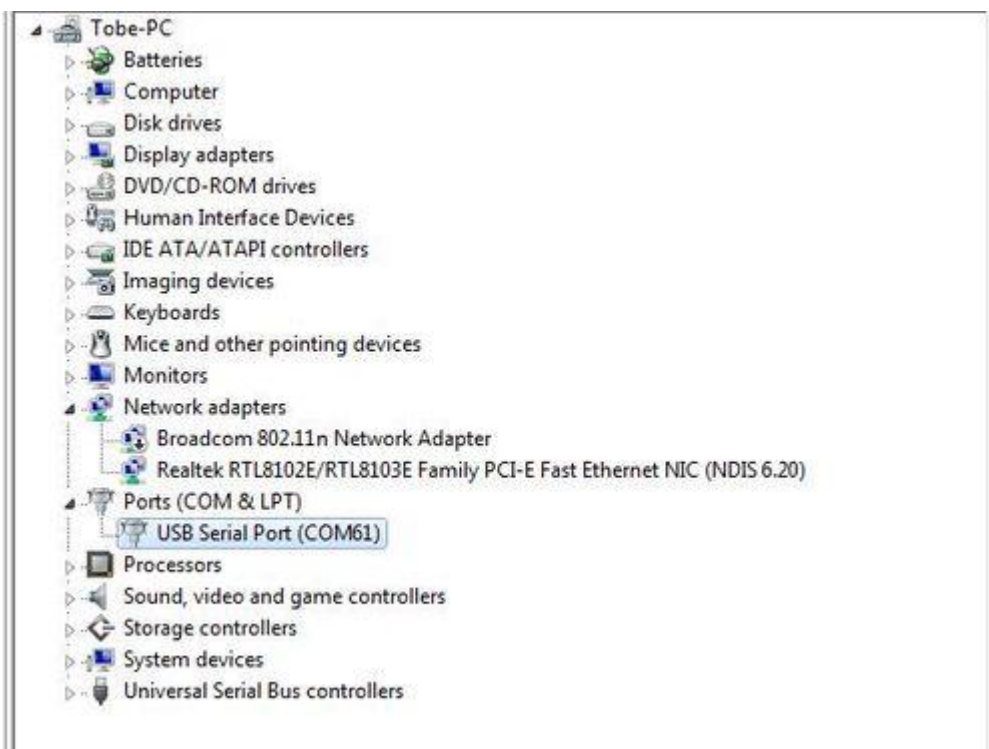 Tobe-PC
Batteries
Computer
Disk drives
Display adapters
DVD/CD-ROM drives
Human Interface Devices
IDE ATA/ATAPI controllers
Imaging devices
Keyboards
Mice and other pointing devices
Monitors
Network adapters
Broadcom 802.11n Network Adapter
Realtek RTL8102E/RTL8103E Family PCI-E Fast Ethernet NIC (NDIS 6.20)
Ports (COM & LPT)
USB Serial Port (COM61)
Processors
Sound, video and game controllers
Storage controllers
System devices
Universal Serial Bus controllers